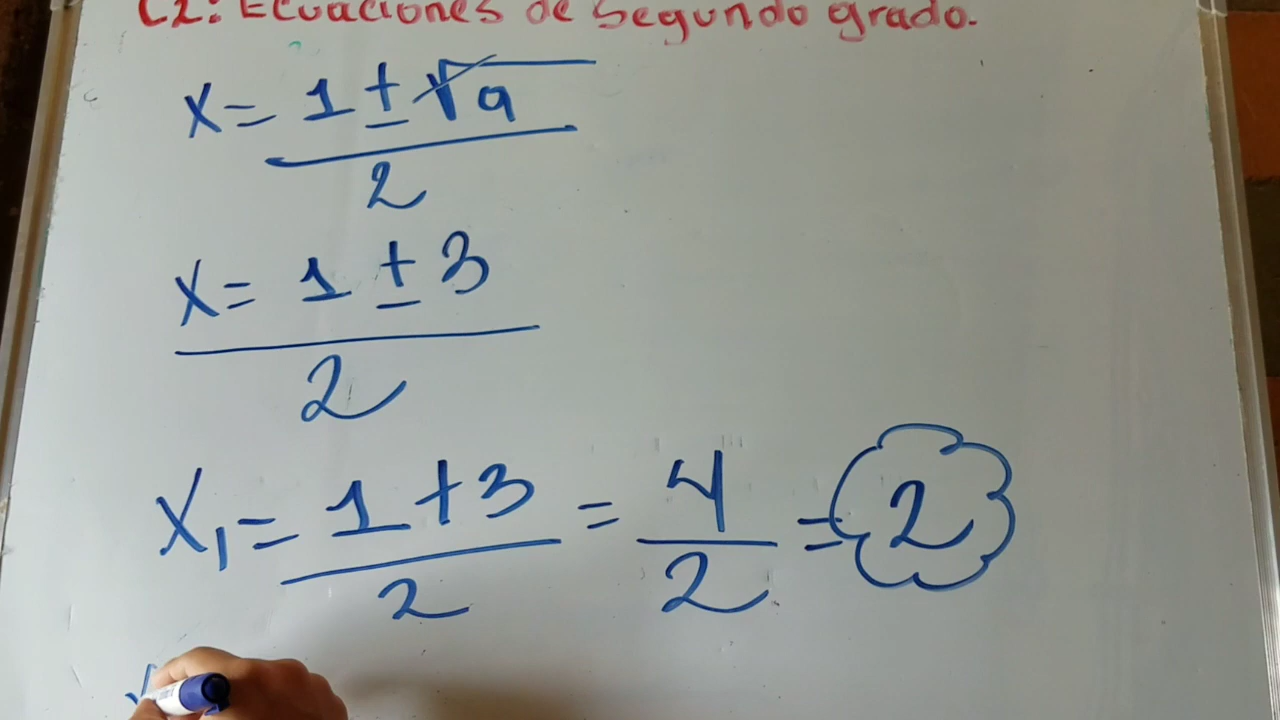 C2: Ecuaciones de Segundo grado.
x = 1 ± √9
2
x = 1 ± 3
2
x₁ = 1 + 3 = 4 = 2
2 2